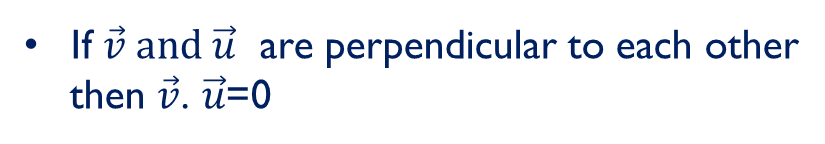 • If v⃗ and u⃗ are perpendicular to each other
then v⃗. u⃗=0